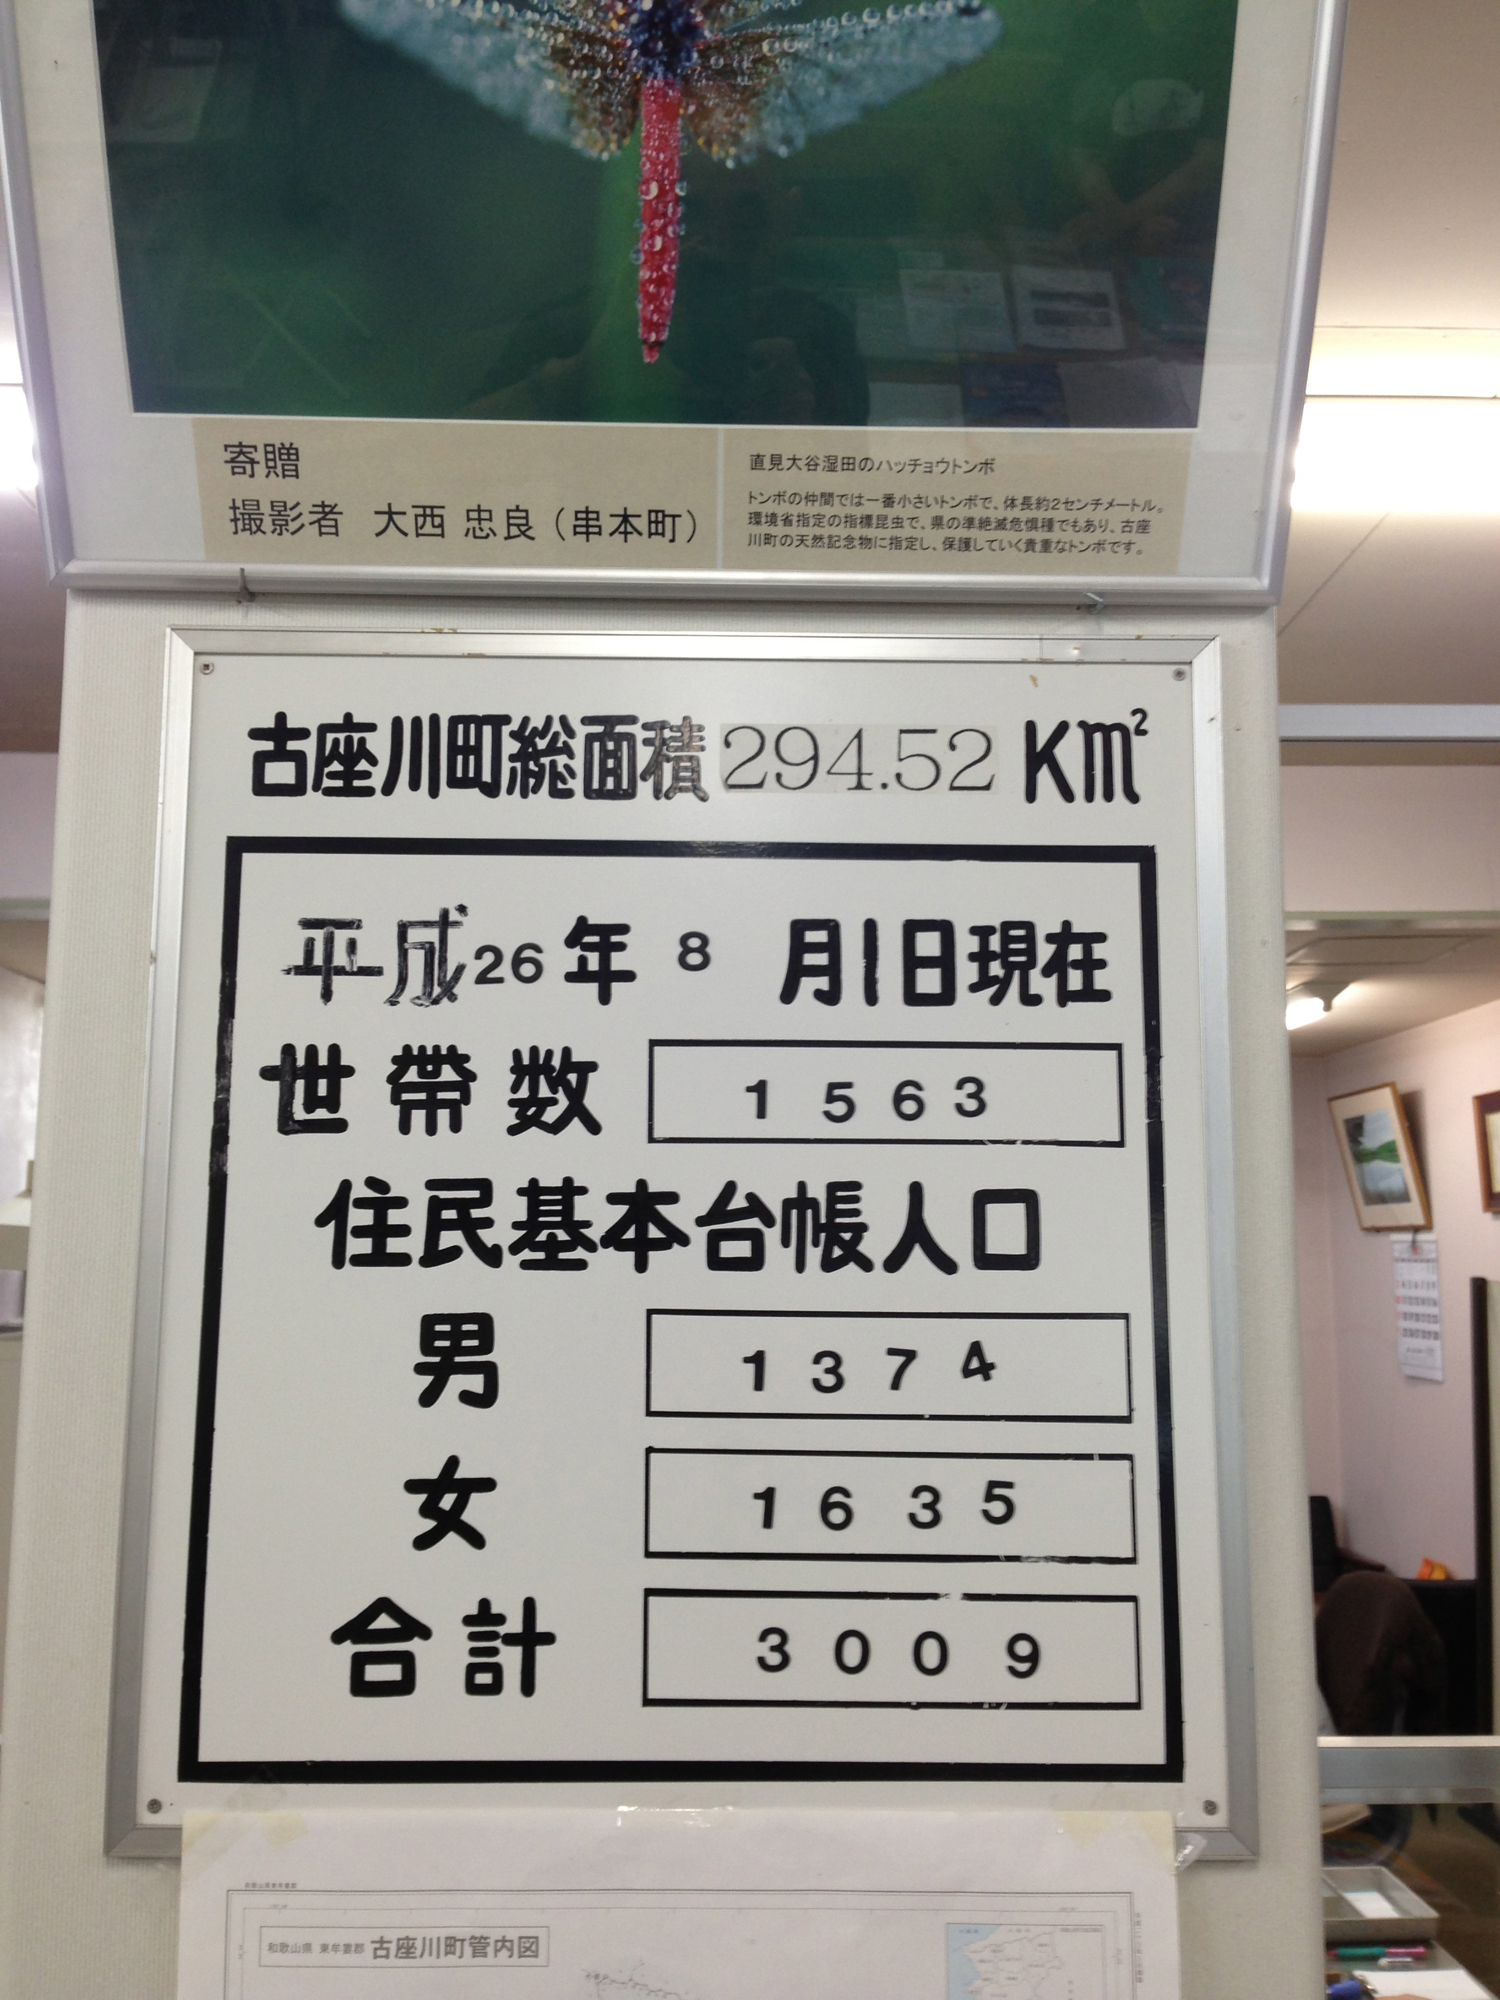 寄贈
撮影者 大西 忠良（串本町）
直見大谷湿田のハッチョウトンボ
トンボの仲間では一番小さいトンボで、体長約2センチメートル。
環境省指定の指標昆虫で、県の準絶滅危惧種でもあり、古座
川町の天然記念物に指定し、保護していく貴重なトンボです。
古座川町総面積 294.52 Km²
平成26年 8 月1日現在
世帯数 1563
住民基本台帳人口
男 1374
女 1635
合計 3009
和歌山県東牟婁郡
和歌山県 東牟婁郡 古座川町管内図